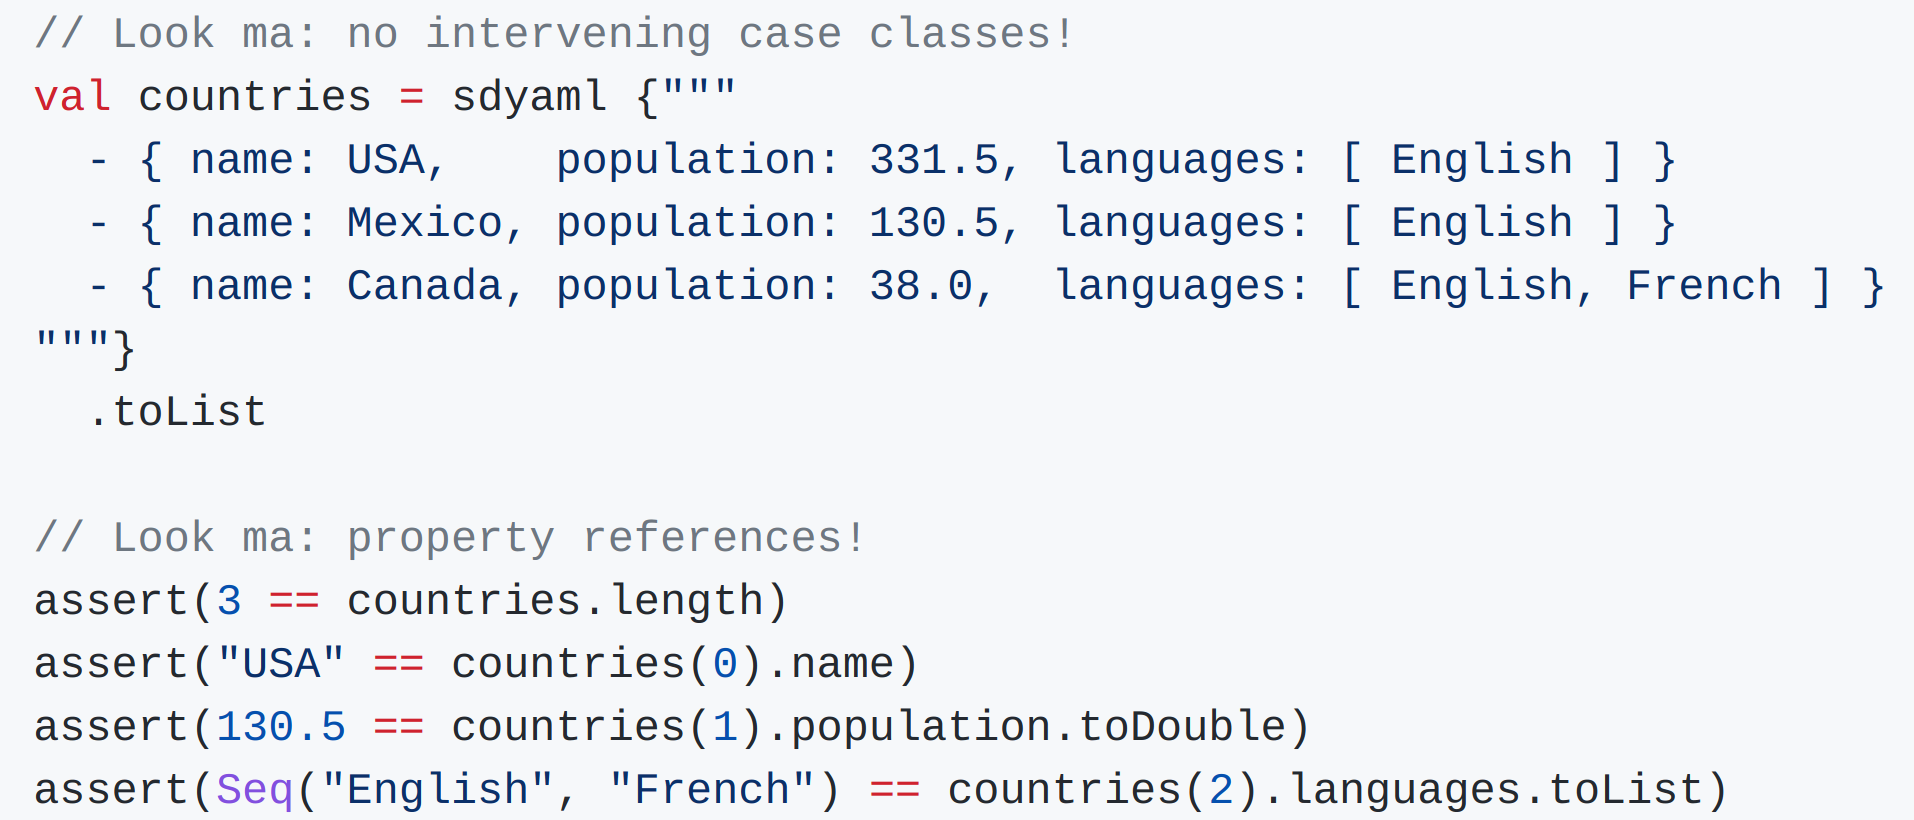 // Look ma: no intervening case classes!
val countries = sdyaml {"""
  - { name: USA,    population: 331.5, languages: [ English ] }
  - { name: Mexico, population: 130.5, languages: [ English ] }
  - { name: Canada, population: 38.0,  languages: [ English, French ] }
"""}
  .toList

// Look ma: property references!
assert(3 == countries.length)
assert("USA" == countries(0).name)
assert(130.5 == countries(1).population.toDouble)
assert(Seq("English", "French") == countries(2).languages.toList)